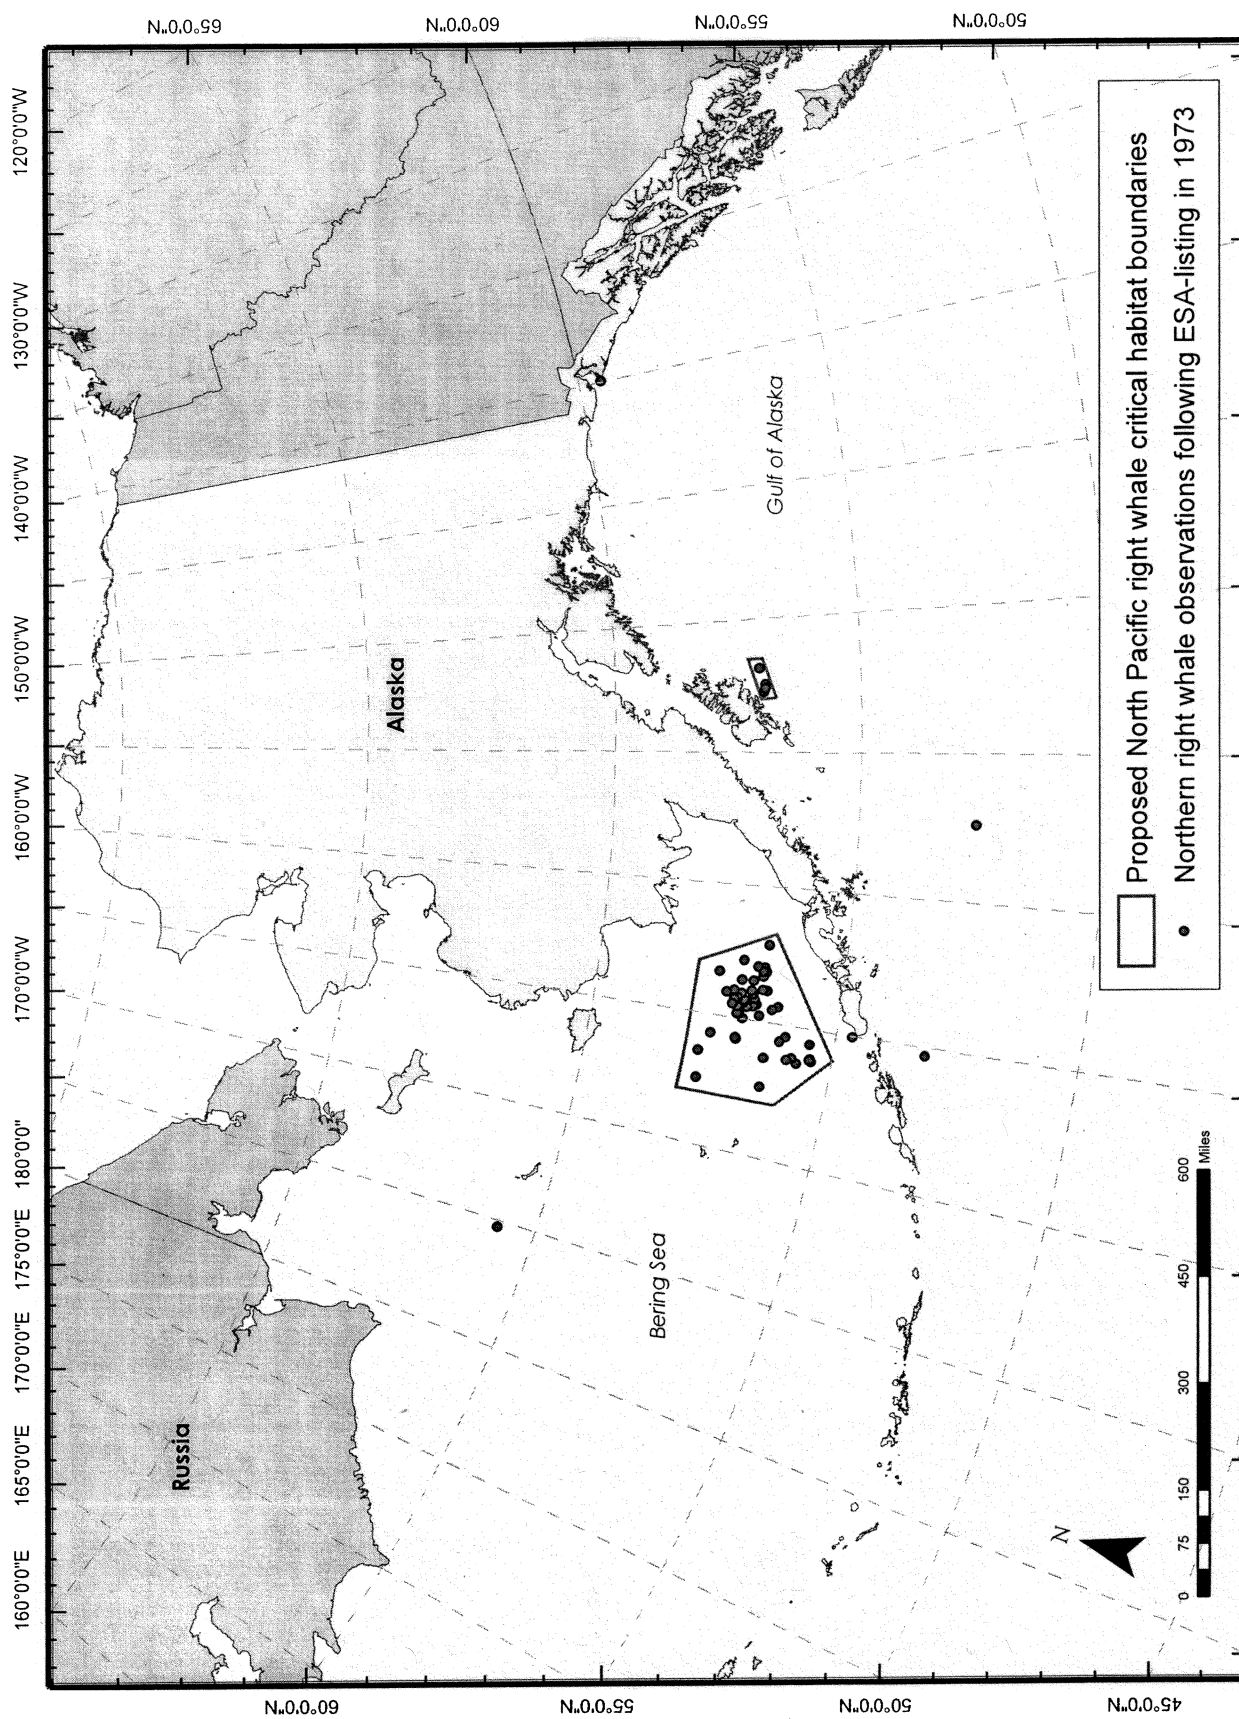 160°0'0"E
165°0'0"E
170°0'0"E
175°0'0"E
180°0'0"
170°0'0"W
160°0'0"W
150°0'0"W
140°0'0"W
130°0'0"W
120°0'0"W
65°0'0"N
60°0'0"N
55°0'0"N
50°0'0"N
60°0'0"N
55°0'0"N
50°0'0"N
45°0'0"N
Russia
Alaska
Bering Sea
Gulf of Alaska
N
0 75 150 300 450 600
Miles
Proposed North Pacific right whale critical habitat boundaries
Northern right whale observations following ESA-listing in 1973